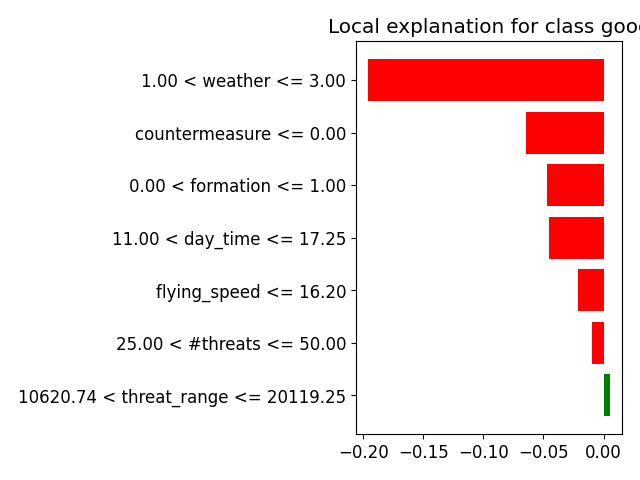 Local explanation for class good
1.00 < weather <= 3.00
countermeasure <= 0.00
0.00 < formation <= 1.00
11.00 < day_time <= 17.25
flying_speed <= 16.20
25.00 < #threats <= 50.00
10620.74 < threat_range <= 20119.25
−0.20 −0.15 −0.10 −0.05 0.00